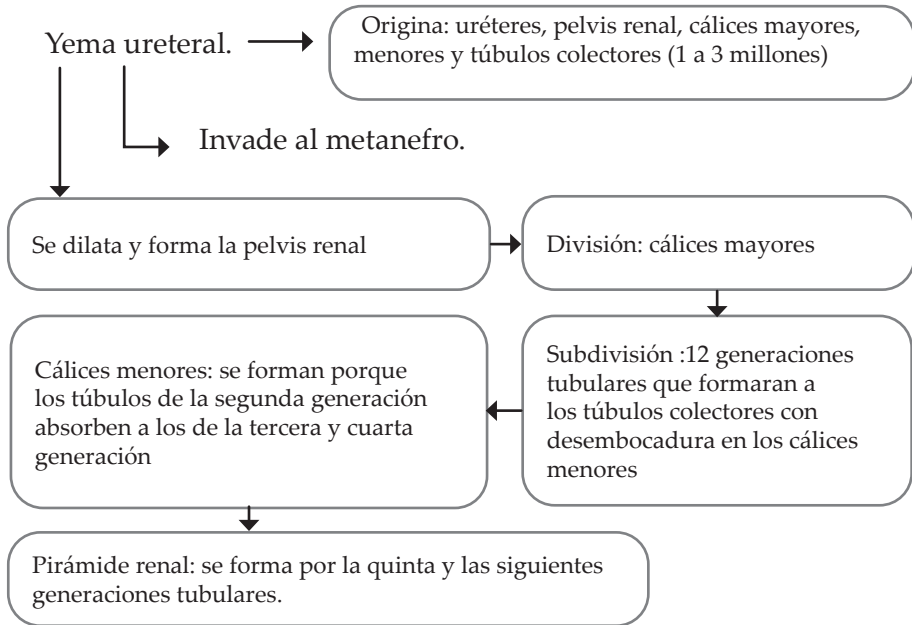 Yema ureteral.
Origina: uréteres, pelvis renal, cálices mayores,
menores y túbulos colectores (1 a 3 millones)
Invade al metanefro.
Se dilata y forma la pelvis renal
División: cálices mayores
Subdivisión :12 generaciones
tubulares que formaran a
los túbulos colectores con
desembocadura en los cálices
menores
Cálices menores: se forman porque
los túbulos de la segunda generación
absorben a los de la tercera y cuarta
generación
Pirámide renal: se forma por la quinta y las siguientes
generaciones tubulares.